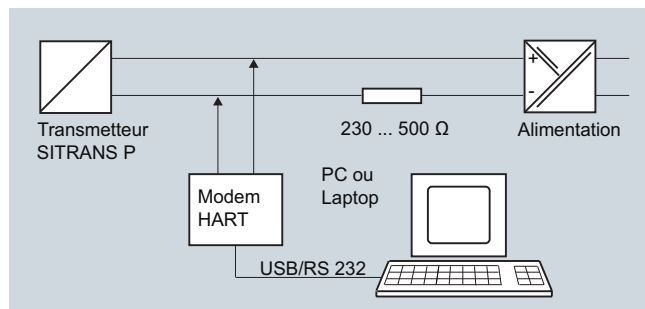 +
-
Transmetteur
SITRANS P
230 ... 500 Ω
Alimentation
PC ou
Laptop
Modem
HART
USB/RS 232